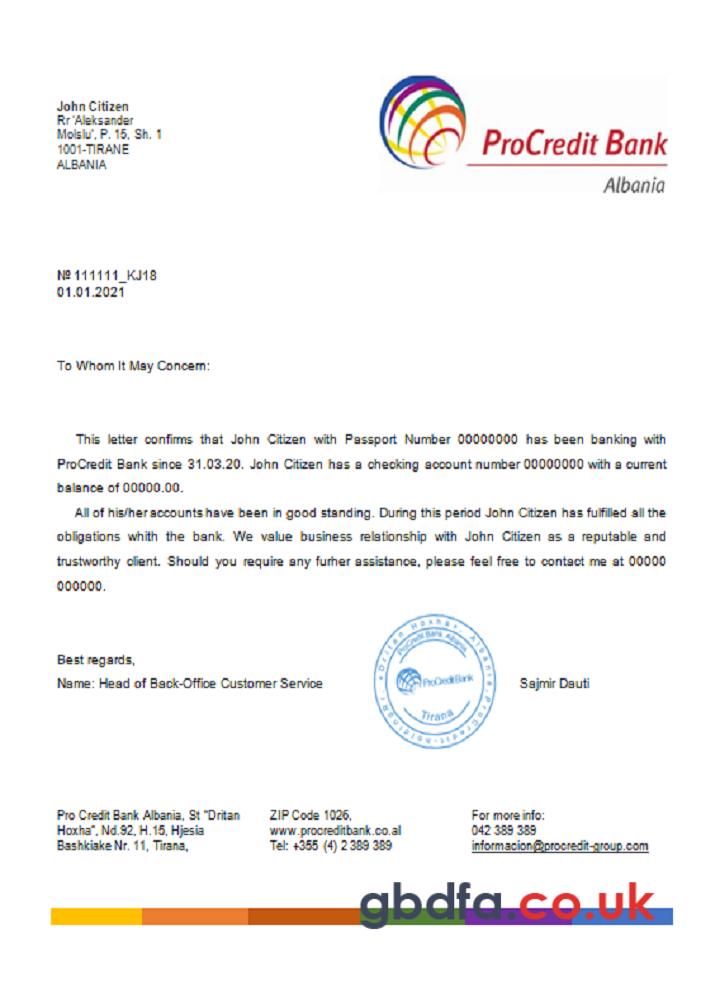 John Citizen
Rr 'Aleksander
Moisiu', P. 15, Sh. 1
1001-TIRANE
ALBANIA
ProCredit Bank
Albania
№ 111111_KJ18
01.01.2021
To Whom It May Concern:
This letter confirms that John Citizen with Passport Number 00000000 has been banking with
ProCredit Bank since 31.03.20. John Citizen has a checking account number 00000000 with a current
balance of 00000.00.
All of his/her accounts have been in good standing. During this period John Citizen has fulfilled all the
obligations whith the bank. We value business relationship with John Citizen as a reputable and
trustworthy client. Should you require any furher assistance, please feel free to contact me at 00000
000000.
Best regards,
Name: Head of Back-Office Customer Service
Dritan Hoxha, Albania, ProCredit-holding
ProCredit Bank Albania
ProCredit Bank
Tirana
Sajmir Dauti
Pro Credit Bank Albania, St "Dritan
Hoxha", Nd.92, H.15, Hjesia
Bashkiake Nr. 11, Tirana,
ZIP Code 1026,
www.procreditbank.co.al
Tel: +355 (4) 2 389 389
For more info:
042 389 389
informacion@procredit-group.com
gbdfa.co.uk